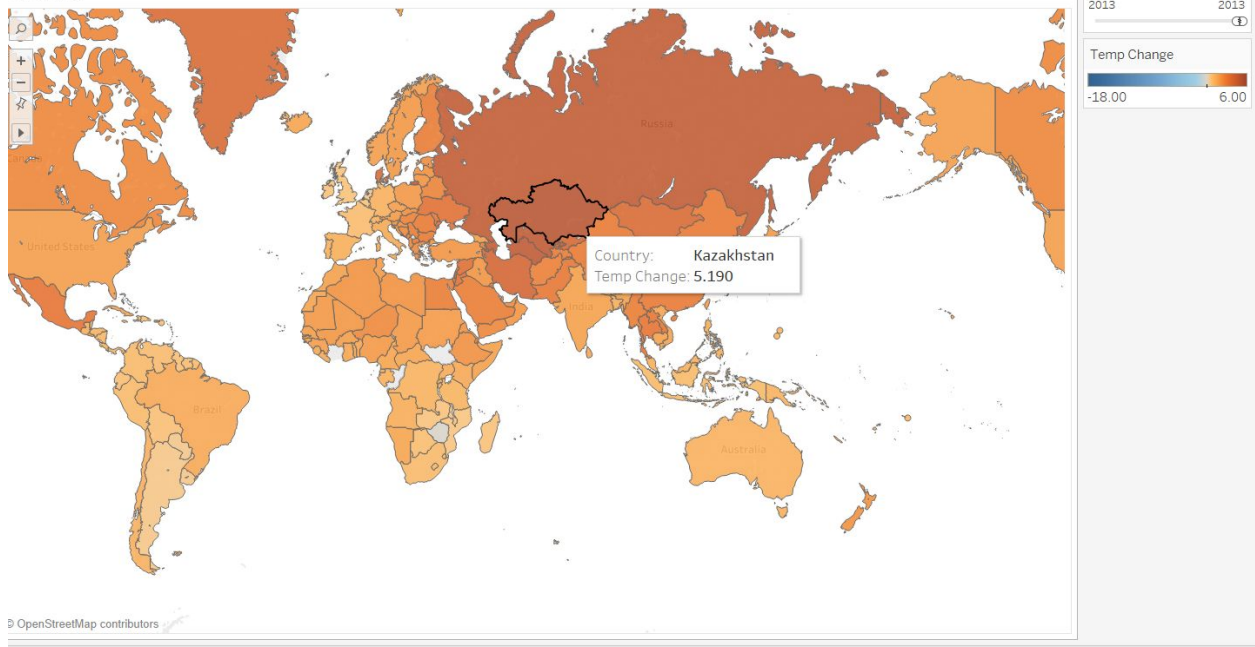 2013 2013
Temp Change
-18.00 6.00
Russia
Canada
United States
Country: Kazakhstan
Temp Change: 5.190
India
Brazil
Australia
© OpenStreetMap contributors